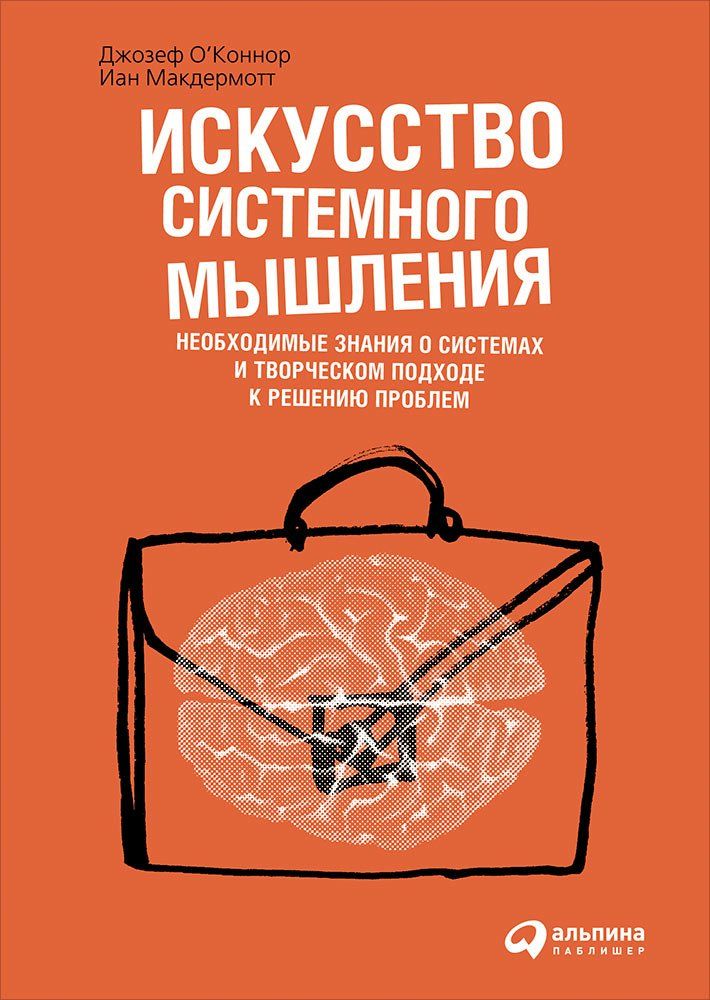 Джозеф О'Коннор
Иан Макдермотт
ИСКУССТВО
СИСТЕМНОГО
МЫШЛЕНИЯ
НЕОБХОДИМЫЕ ЗНАНИЯ О СИСТЕМАХ
И ТВОРЧЕСКОМ ПОДХОДЕ
К РЕШЕНИЮ ПРОБЛЕМ
альпина
ПАБЛИШЕР